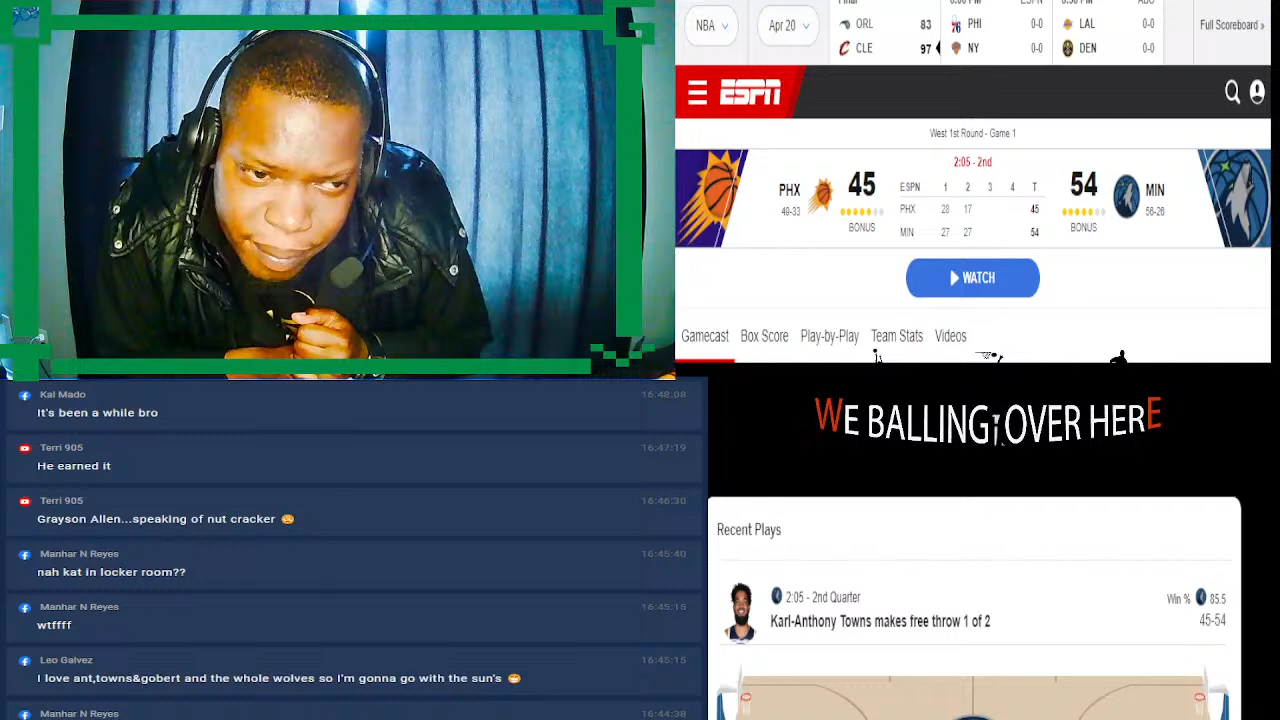 NBA
Apr 20
ORL 83
CLE 97
PHI 0-0
NY 0-0
LAL 0-0
DEN 0-0
Full Scoreboard »
ESPN
West 1st Round - Game 1
2:05 - 2nd
PHX
49-33
45
BONUS
ESPN 1 2 3 4 T
PHX 28 17 45
MIN 27 27 54
54
BONUS
MIN
56-26
WATCH
Gamecast Box Score Play-by-Play Team Stats Videos
Kal Mado 16:48:08
It's been a while bro
Terri 905 16:47:19
He earned it
Terri 905 16:46:30
Grayson Allen...speaking of nut cracker
Manhar N Reyes 16:45:40
nah kat in locker room??
Manhar N Reyes 16:45:15
wtffff
Leo Galvez 16:45:15
I love ant,towns&gobert and the whole wolves so I'm gonna go with the sun's
Manhar N Reyes 16:44:38
WE BALLING OVER HERE
Recent Plays
2:05 - 2nd Quarter
Karl-Anthony Towns makes free throw 1 of 2
Win % 85.5
45-54